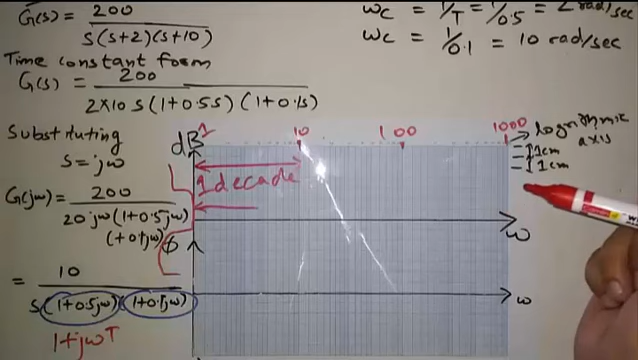 G(s) = 200
s(s+2)(s+10)
ωc = 1/T = 1/0.5 = 2 rad/sec
ωc = 1/0.1 = 10 rad/sec
Time constant form
G(s) = 200
2×10 s(1+0.5s)(1+0.1s)
Substituting
s = jω
G(jω) = 200
20 jω(1+0.5jω)
(1+0.1jω)
= 10
s(1+0.5jω)(1+0.1jω)
1+jωT
dB 1 10 100 1000
logrithmic
axis
1cm
1cm
1 decade
ϕ
ω
ω